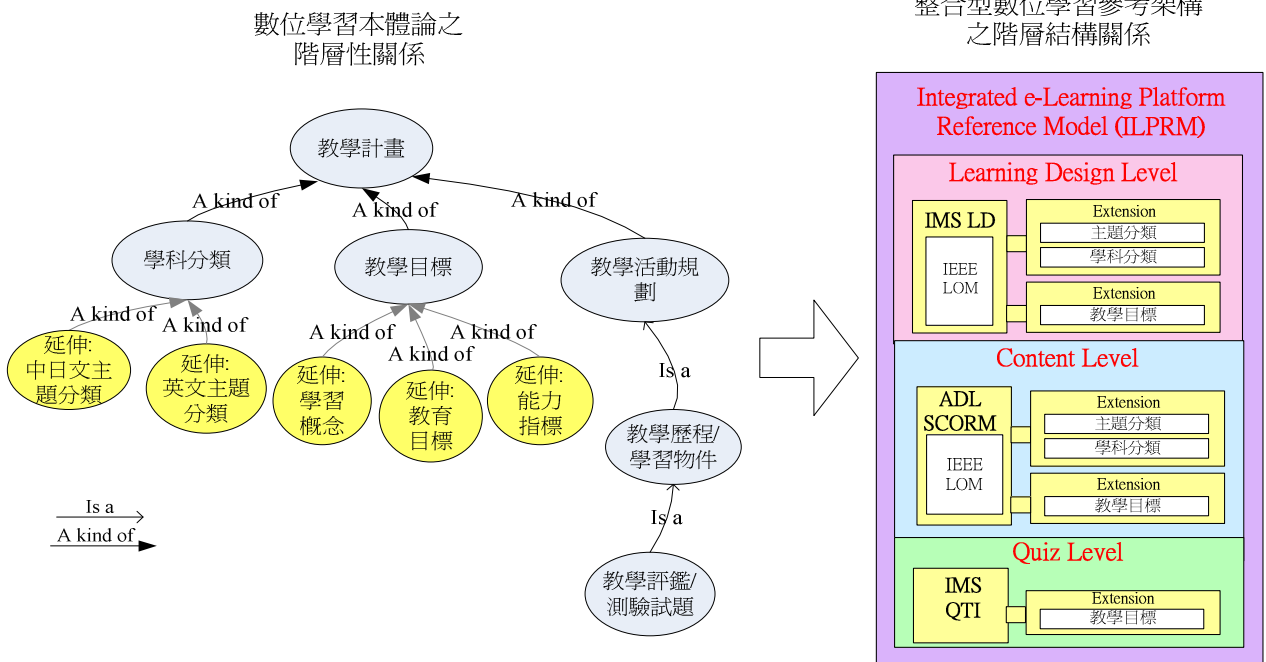 數位學習本體論之
階層性關係
教學計畫
A kind of
A kind of
A kind of
學科分類
教學目標
教學活動規
劃
A kind of
A kind of
A kind of
A kind of
A kind of
延伸:
中日文主
題分類
延伸:
英文主題
分類
延伸:
學習
概念
延伸:
教育
目標
延伸:
能力
指標
Is a
教學歷程/
學習物件
Is a
教學評鑑/
測驗試題
Is a
A kind of
整合型數位學習參考架構
之階層結構關係
Integrated e-Learning Platform
Reference Model (ILPRM)
Learning Design Level
IMS LD
IEEE
LOM
Extension
主題分類
學科分類
Extension
教學目標
Content Level
ADL
SCORM
IEEE
LOM
Extension
主題分類
學科分類
Extension
教學目標
Quiz Level
IMS
QTI
Extension
教學目標